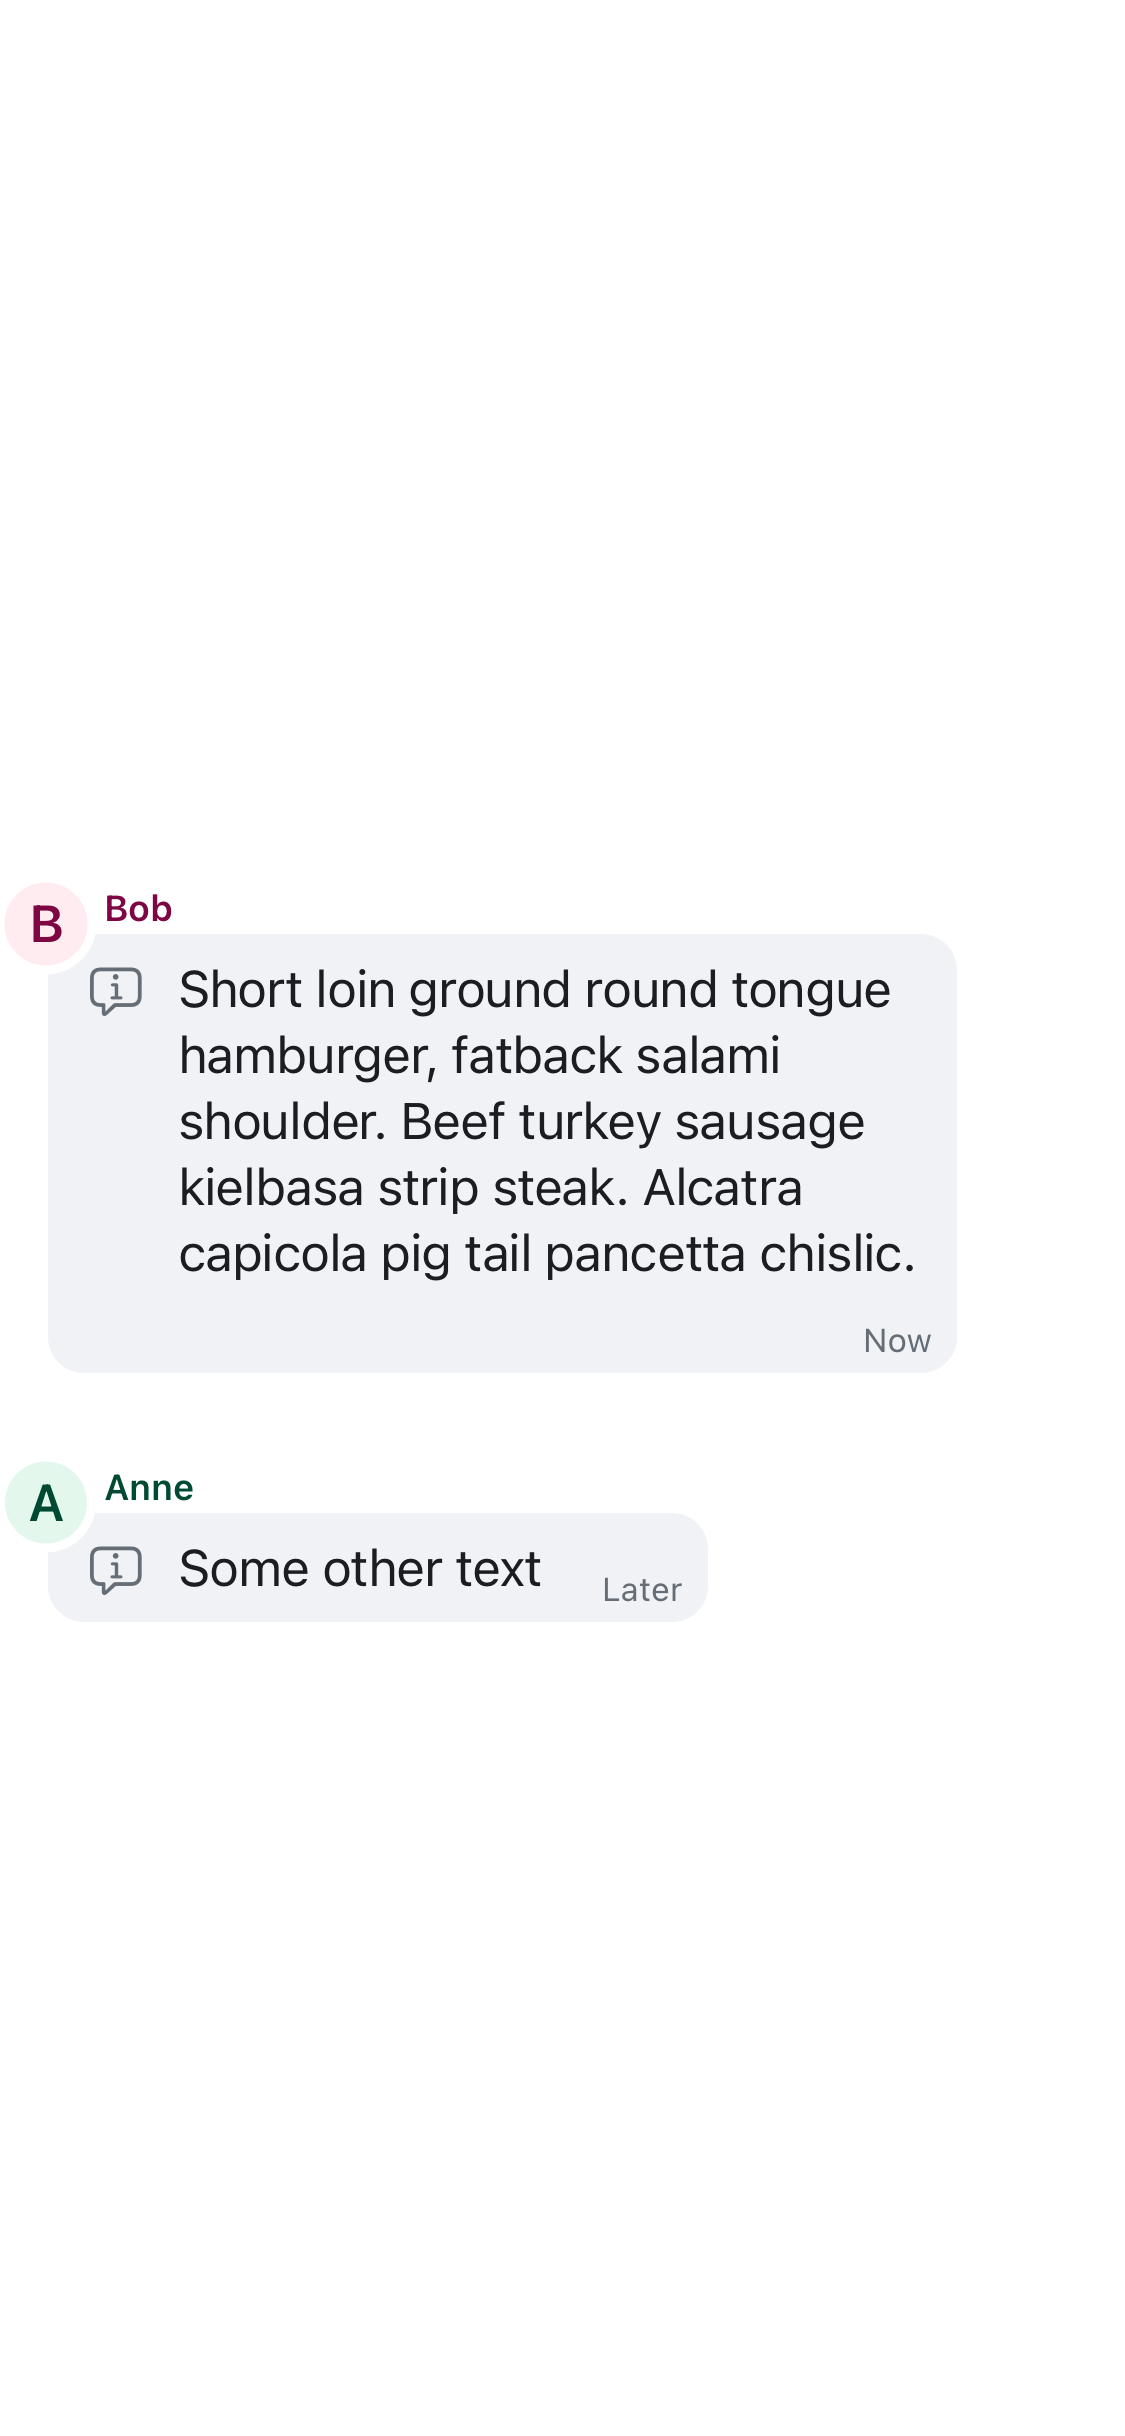 B
Bob
Short loin ground round tongue
hamburger, fatback salami
shoulder. Beef turkey sausage
kielbasa strip steak. Alcatra
capicola pig tail pancetta chislic.
Now
A
Anne
Some other text
Later